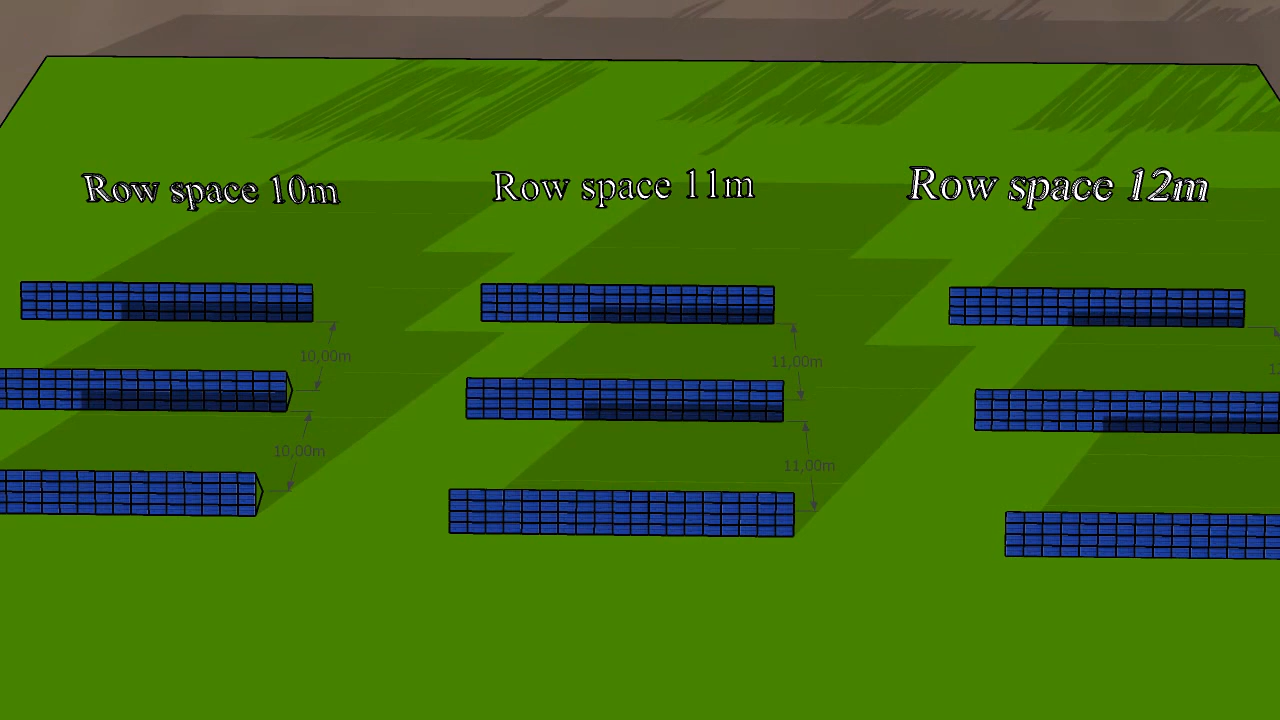 Row space 10m
Row space 11m
Row space 12m
10,00m
11,00m
10,00m
11,00m